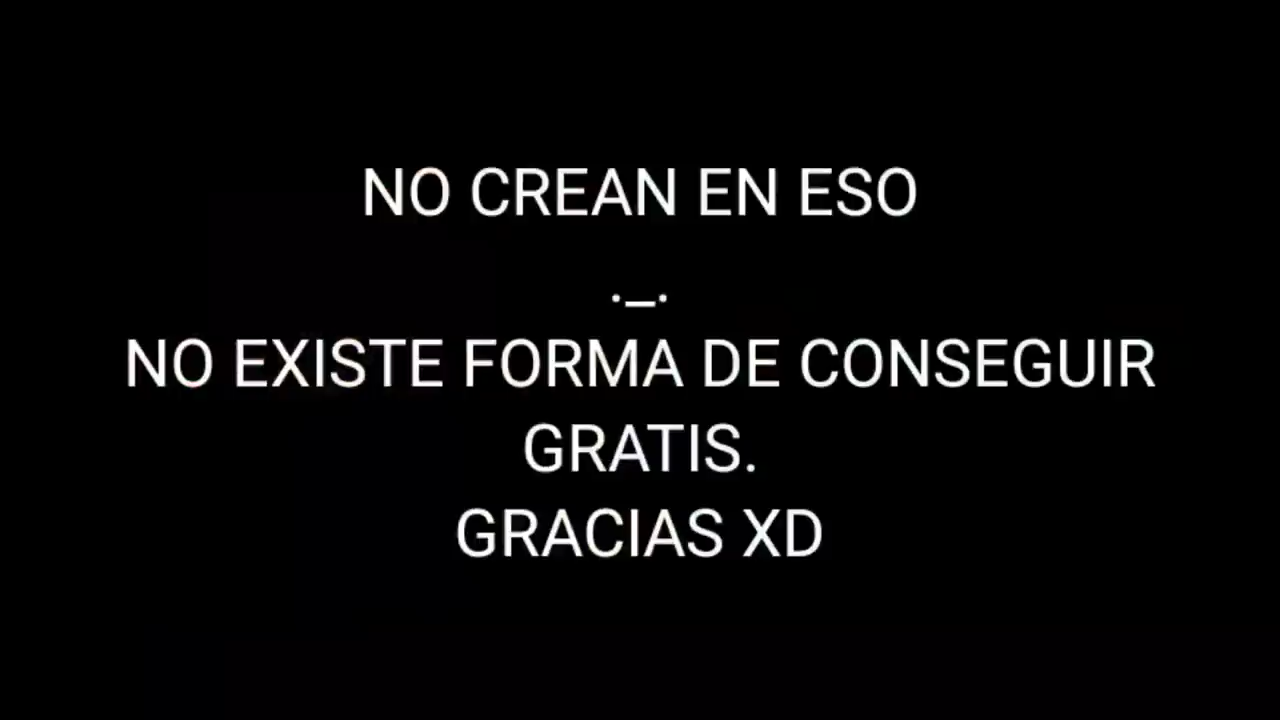 NO CREAN EN ESO
._.
NO EXISTE FORMA DE CONSEGUIR
GRATIS.
GRACIAS XD